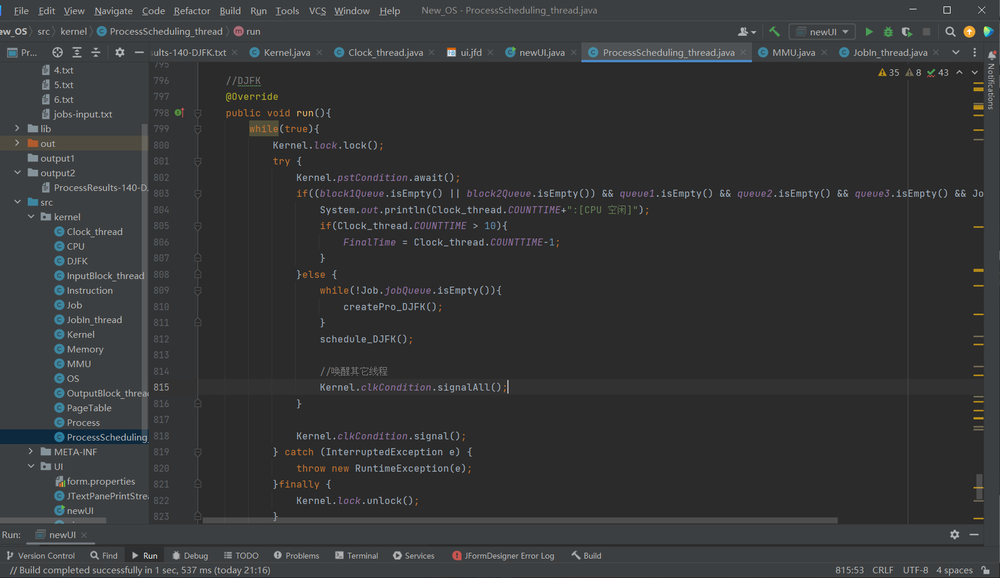 File Edit View Navigate Code Refactor Build Run Tools VCS Window Help New_OS - ProcessScheduling_thread.java
ew_OS src kernel ProcessScheduling_thread run newUI
Pr... sults-140-DJFK.txt Kernel.java Clock_thread.java ui.jfd newUI.java ProcessScheduling_thread.java MMU.java JobIn_thread.java
4.txt
5.txt
6.txt
jobs-input.txt
lib
out
output1
output2
ProcessResults-140-D
src
kernel
Clock_thread
CPU
DJFK
InputBlock_thread
Instruction
Job
JobIn_thread
Kernel
Memory
MMU
OS
OutputBlock_threa
PageTable
Process
ProcessScheduling_
META-INF
UI
form.properties
JTextPanePrintStre
newUI
35 8 43
Notifications
795
796 //DJFK
797 @Override
798 public void run(){
799 while(true){
800 Kernel.lock.lock();
801 try {
802 Kernel.pstCondition.await();
803 if((block1Queue.isEmpty() || block2Queue.isEmpty()) && queue1.isEmpty() && queue2.isEmpty() && queue3.isEmpty() && Jo
804 System.out.println(Clock_thread.COUNTTIME+":[CPU 空闲]");
805 if(Clock_thread.COUNTTIME > 10){
806 FinalTime = Clock_thread.COUNTTIME-1;
807 }
808 }else {
809 while(!Job.jobQueue.isEmpty()){
810 createPro_DJFK();
811 }
812 schedule_DJFK();
813
814 //唤醒其它线程
815 Kernel.clkCondition.signalAll();
816 }
817
818 Kernel.clkCondition.signal();
819 } catch (InterruptedException e) {
820 throw new RuntimeException(e);
821 }finally {
822 Kernel.lock.unlock();
823 }
Run: newUI
Version Control Find Run Debug TODO Problems Terminal Services JFormDesigner Error Log Build
// Build completed successfully in 1 sec, 537 ms (today 21:16) 815:53 CRLF UTF-8 4 spaces